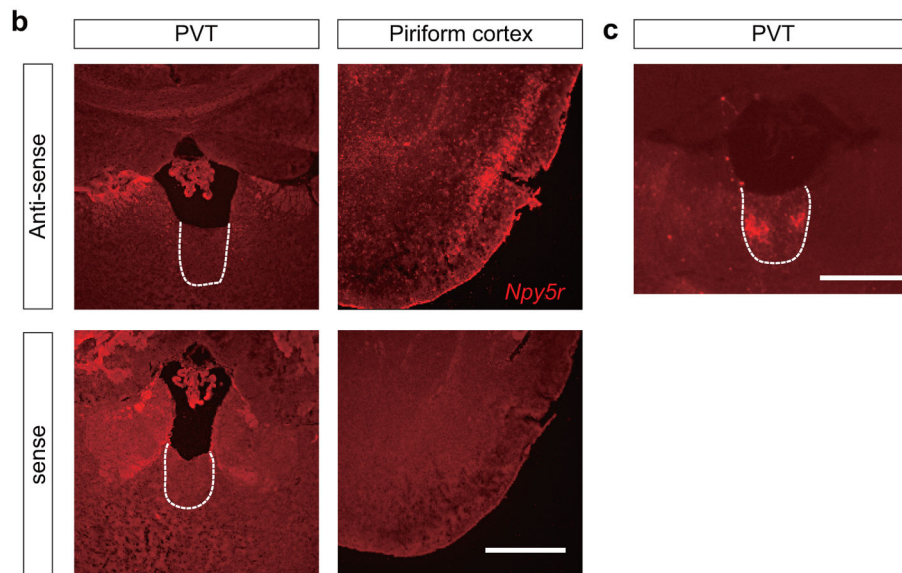 b
PVT
Piriform cortex
c
PVT
Anti-sense
Npy5r
sense